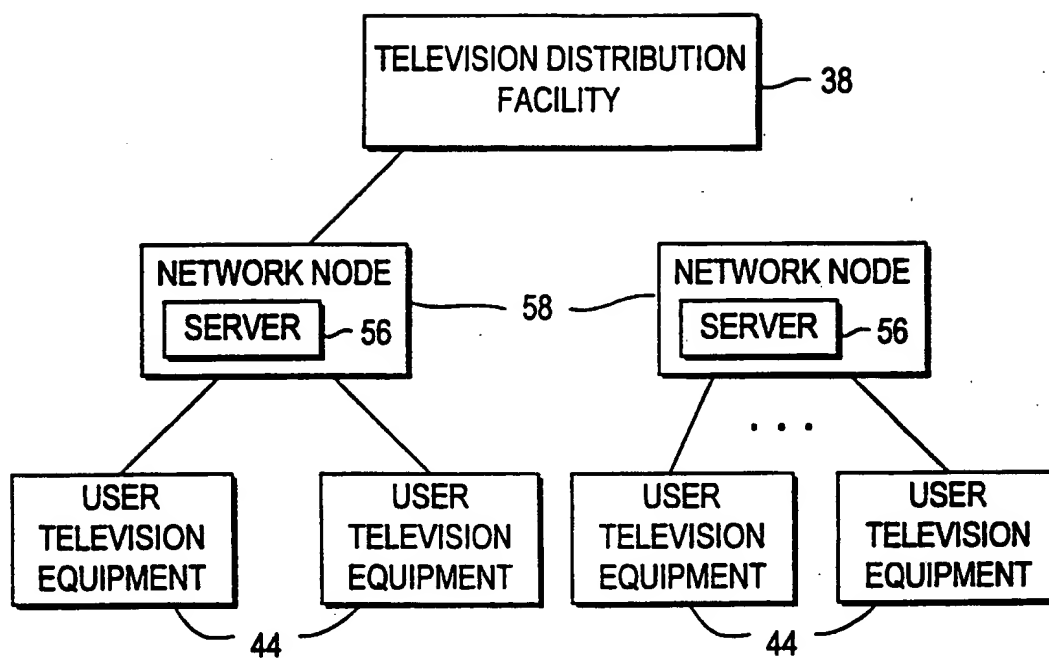 TELEVISION DISTRIBUTION
FACILITY
38
NETWORK NODE
SERVER
56
58
NETWORK NODE
SERVER
56
USER
TELEVISION
EQUIPMENT
USER
TELEVISION
EQUIPMENT
. . .
USER
TELEVISION
EQUIPMENT
USER
TELEVISION
EQUIPMENT
44
44